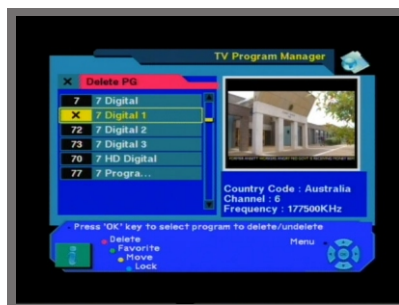 TV Program Manager
X Delete PG
7 7 Digital
X 7 Digital 1
72 7 Digital 2
73 7 Digital 3
70 7 HD Digital
77 7 Progra...
Country Code : Australia
Channel : 6
Frequency : 177500KHz
Press 'OK' key to select program to delete/undelete
Delete
Favorite
Move
Lock
Menu